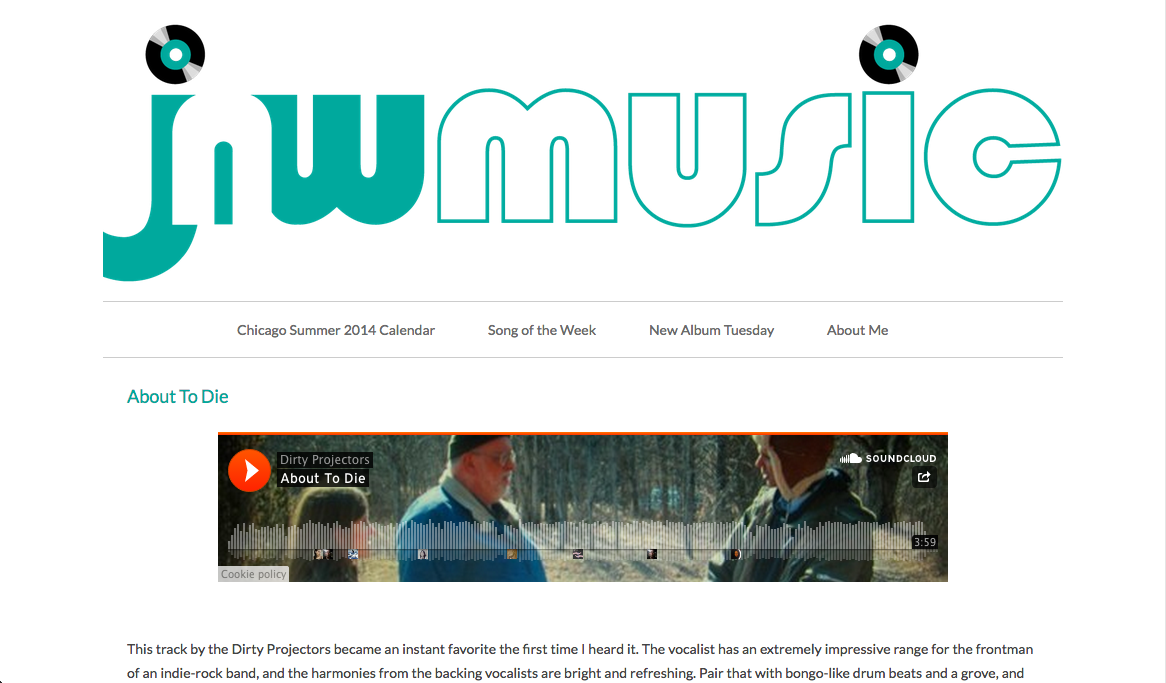 jnwmusic
Chicago Summer 2014 Calendar Song of the Week New Album Tuesday About Me
About To Die
Dirty Projectors
SOUNDCLOUD
About To Die
3:59
Cookie policy
This track by the Dirty Projectors became an instant favorite the first time I heard it. The vocalist has an extremely impressive range for the frontman
of an indie-rock band, and the harmonies from the backing vocalists are bright and refreshing. Pair that with bongo-like drum beats and a grove, and